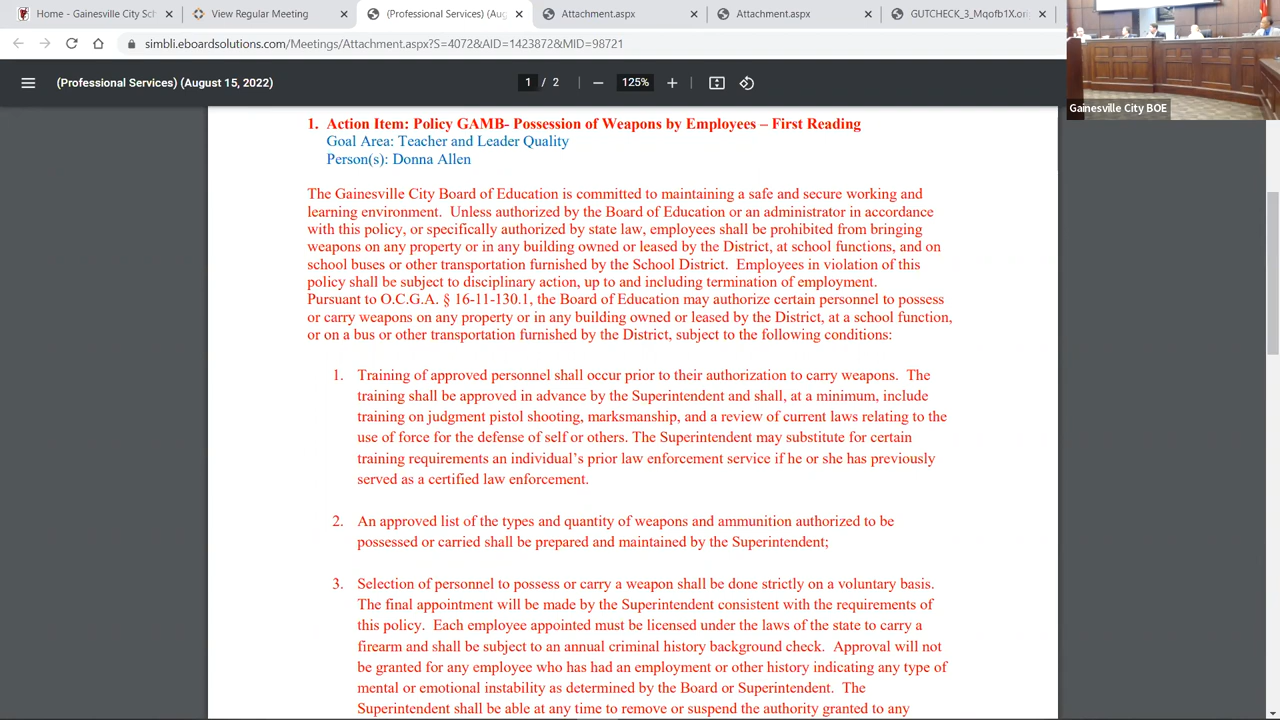 Home - Gainesville City Sch
View Regular Meeting
(Professional Services) (Aug
Attachment.aspx
Attachment.aspx
GUTCHECK_3_Mqofb1X.ori
simbli.eboardsolutions.com/Meetings/Attachment.aspx?S=4072&AID=1423872&MID=98721
(Professional Services) (August 15, 2022)
1 / 2
125%
Gainesville City BOE
1. Action Item: Policy GAMB- Possession of Weapons by Employees – First Reading
Goal Area: Teacher and Leader Quality
Person(s): Donna Allen
The Gainesville City Board of Education is committed to maintaining a safe and secure working and
learning environment. Unless authorized by the Board of Education or an administrator in accordance
with this policy, or specifically authorized by state law, employees shall be prohibited from bringing
weapons on any property or in any building owned or leased by the District, at school functions, and on
school buses or other transportation furnished by the School District. Employees in violation of this
policy shall be subject to disciplinary action, up to and including termination of employment.
Pursuant to O.C.G.A. § 16-11-130.1, the Board of Education may authorize certain personnel to possess
or carry weapons on any property or in any building owned or leased by the District, at a school function,
or on a bus or other transportation furnished by the District, subject to the following conditions:
1. Training of approved personnel shall occur prior to their authorization to carry weapons. The
training shall be approved in advance by the Superintendent and shall, at a minimum, include
training on judgment pistol shooting, marksmanship, and a review of current laws relating to the
use of force for the defense of self or others. The Superintendent may substitute for certain
training requirements an individual's prior law enforcement service if he or she has previously
served as a certified law enforcement.
2. An approved list of the types and quantity of weapons and ammunition authorized to be
possessed or carried shall be prepared and maintained by the Superintendent;
3. Selection of personnel to possess or carry a weapon shall be done strictly on a voluntary basis.
The final appointment will be made by the Superintendent consistent with the requirements of
this policy. Each employee appointed must be licensed under the laws of the state to carry a
firearm and shall be subject to an annual criminal history background check. Approval will not
be granted for any employee who has had an employment or other history indicating any type of
mental or emotional instability as determined by the Board or Superintendent. The
Superintendent shall be able at any time to remove or suspend the authority granted to any